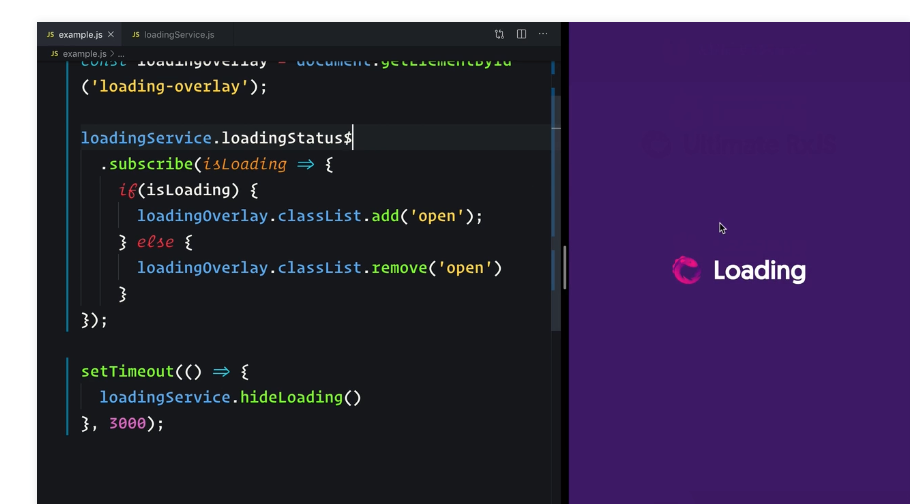 JS example.js ×
JS loadingService.js
JS example.js > ...
const loadingOverlay = document.getElementById
('loading-overlay');
loadingService.loadingStatus$
.subscribe(isLoading ⇒ {
if(isLoading) {
loadingOverlay.classList.add('open');
} else {
loadingOverlay.classList.remove('open')
}
});
setTimeout(() ⇒ {
loadingService.hideLoading()
}, 3000);
Loading